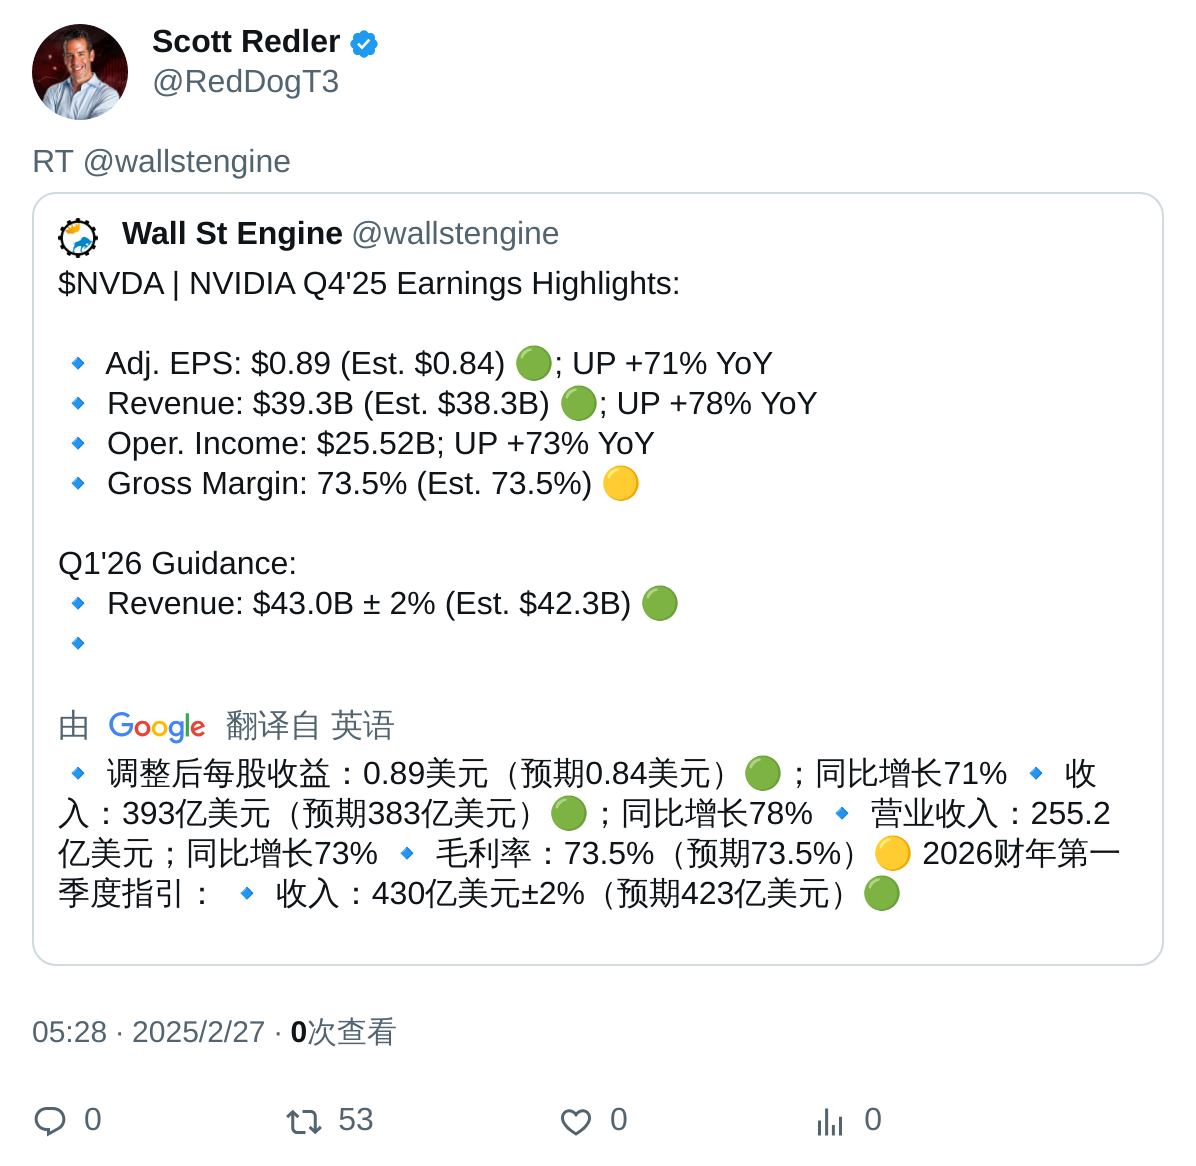 Scott Redler
@RedDogT3
RT @wallstengine
Wall St Engine @wallstengine
$NVDA | NVIDIA Q4'25 Earnings Highlights:
🔹 Adj. EPS: $0.89 (Est. $0.84) 🟢; UP +71% YoY
🔹 Revenue: $39.3B (Est. $38.3B) 🟢; UP +78% YoY
🔹 Oper. Income: $25.52B; UP +73% YoY
🔹 Gross Margin: 73.5% (Est. 73.5%) 🟡
Q1'26 Guidance:
🔹 Revenue: $43.0B ± 2% (Est. $42.3B) 🟢
🔹
由 Google 翻译自 英语
🔹 调整后每股收益：0.89美元（预期0.84美元）🟢；同比增长71% 🔹 收
入：393亿美元（预期383亿美元）🟢；同比增长78% 🔹 营业收入：255.2
亿美元；同比增长73% 🔹 毛利率：73.5%（预期73.5%）🟡 2026财年第一
季度指引： 🔹 收入：430亿美元±2%（预期423亿美元）🟢
05:28 · 2025/2/27 · 0次查看
0 53 0 0